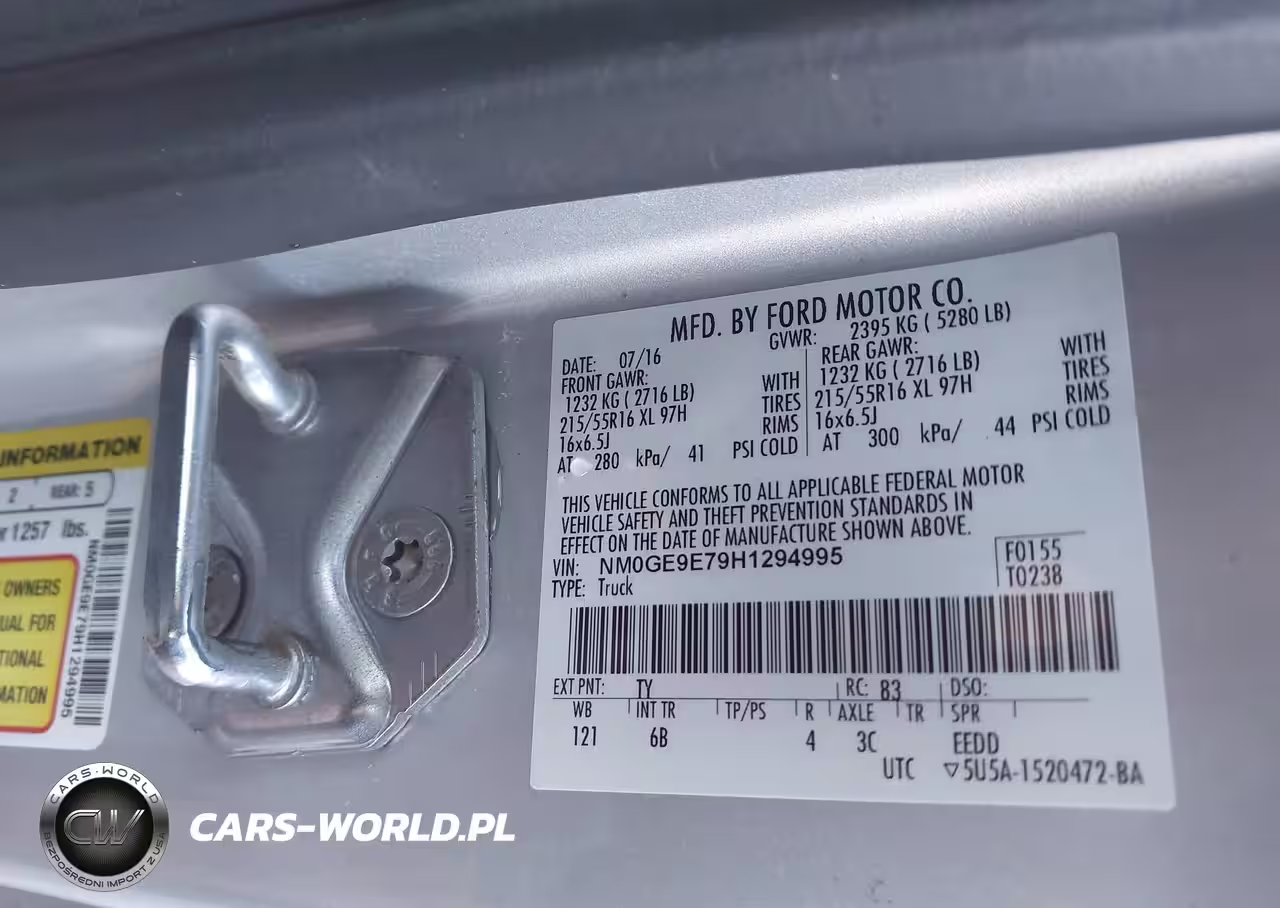 MFD. BY FORD MOTOR CO.
DATE: 07/16 GVWR: 2395 KG ( 5280 LB)
FRONT GAWR:
1232 KG ( 2716 LB) WITH
215/55R16 XL 97H TIRES
16x6.5J RIMS
AT 280 kPa/ 41 PSI COLD
REAR GAWR: WITH
1232 KG ( 2716 LB) TIRES
215/55R16 XL 97H RIMS
16x6.5J
AT 300 kPa/ 44 PSI COLD
THIS VEHICLE CONFORMS TO ALL APPLICABLE FEDERAL MOTOR
VEHICLE SAFETY AND THEFT PREVENTION STANDARDS IN
EFFECT ON THE DATE OF MANUFACTURE SHOWN ABOVE.
VIN: NM0GE9E79H1294995
TYPE: Truck
F0155
T0238
EXT PNT: TY RC: 83 DSO:
WB INT TR TP/PS R AXLE TR SPR
121 6B 4 3C EEDD
UTC ▽5U5A-1520472-BA
INFORMATION
2 REAR: 5
1257 lbs.
OWNERS
UAL FOR
TIONAL
MATION
NM0GE9E79H1294995
CARS-WORLD
CW
BEZPOŚREDNI IMPORT Z USA
CARS-WORLD.PL